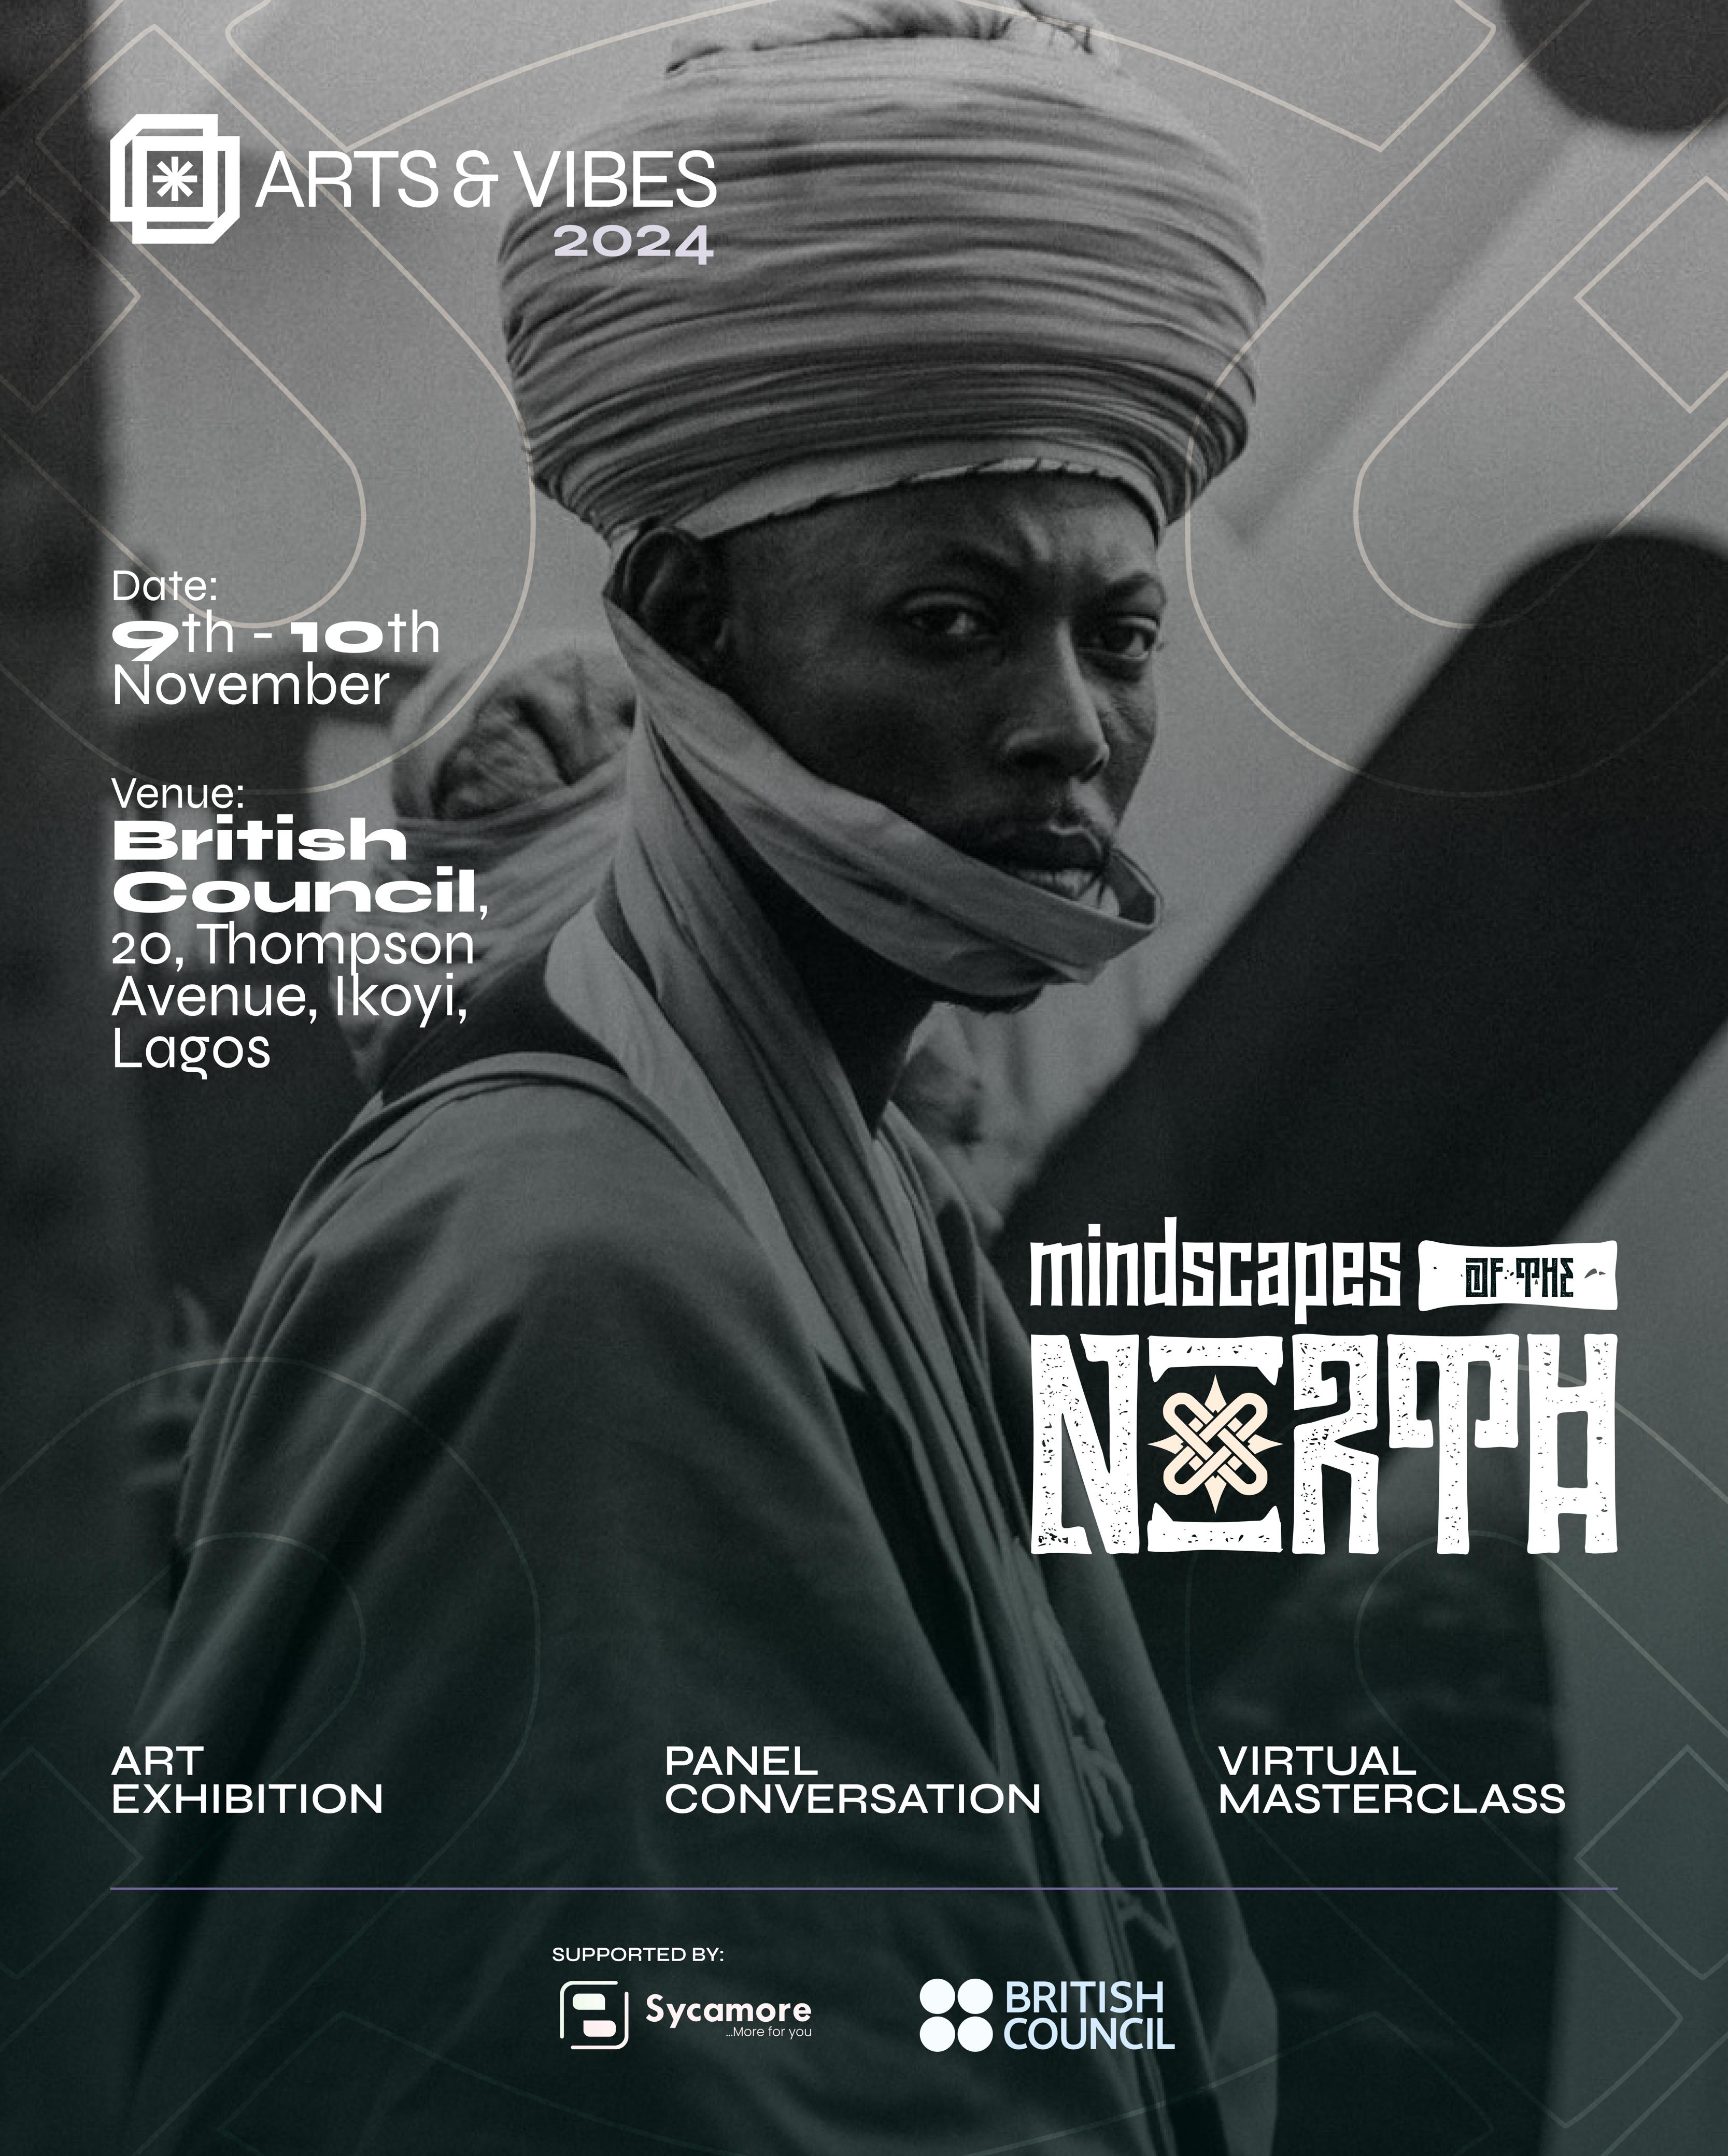 ARTS & VIBES
2024
Date:
9th - 10th
November
Venue:
British
Council,
20, Thompson
Avenue, Ikoyi,
Lagos
mindscapes OF THE
NORTH
ART
EXHIBITION
PANEL
CONVERSATION
VIRTUAL
MASTERCLASS
SUPPORTED BY:
Sycamore
...More for you
BRITISH
COUNCIL